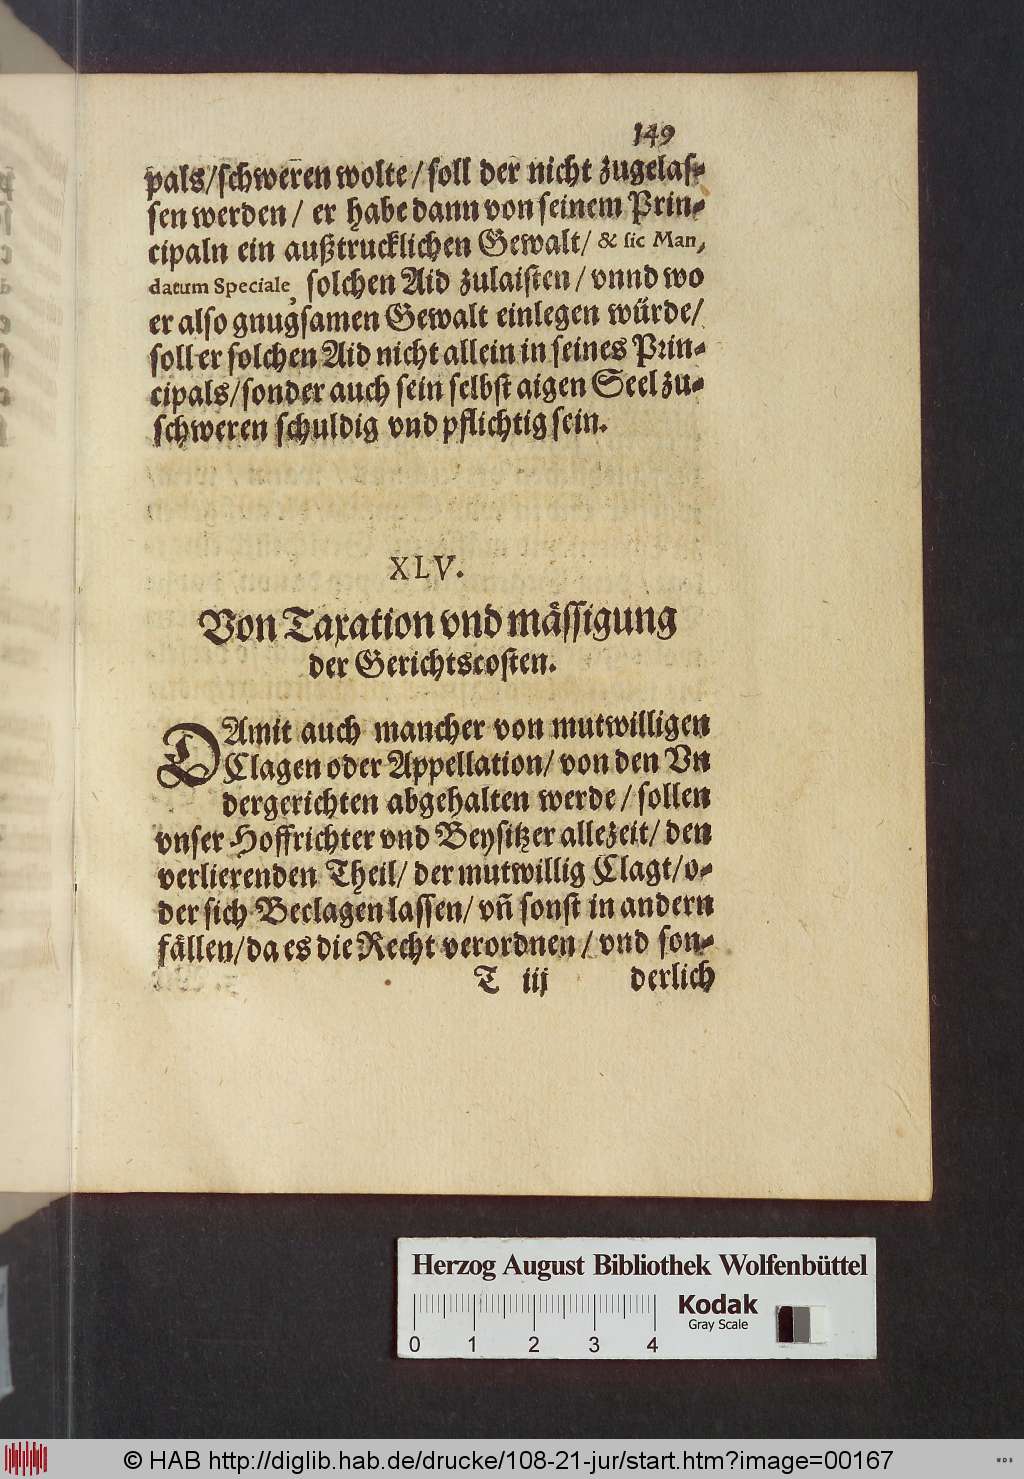 149
pals/schweren wolte/soll der nicht zugelas-
sen werden/ er habe dann von seinem Prin-
cipaln ein außtrucklichen Gewalt/ & sic Man,
datum Speciale, solchen Aid zulaisten/ vnnd wo
er also gnugsamen Gewalt einlegen würde/
soll er solchen Aid nicht allein in seines Prin-
cipals/sonder auch sein selbst aigen Seel zu-
schweren schuldig vnd pflichtig sein.
XLV.
Von Taxation vnd mässigung
der Gerichtscosten.
DAmit auch mancher von mutwilligen
Clagen oder Appellation/ von den Vn
dergerichten abgehalten werde/ sollen
vnser Hoffrichter vnd Beysitzer allezeit/ den
verlierenden Theil/ der mutwillig Clagt/o-
der sich Beclagen lassen/ vñ sonst in andern
fällen/da es die Recht verordnen/ vnd son-
T iij derlich
Herzog August Bibliothek Wolfenbüttel
Kodak
Gray Scale
0 1 2 3 4
© HAB http://diglib.hab.de/drucke/108-21-jur/start.htm?image=00167